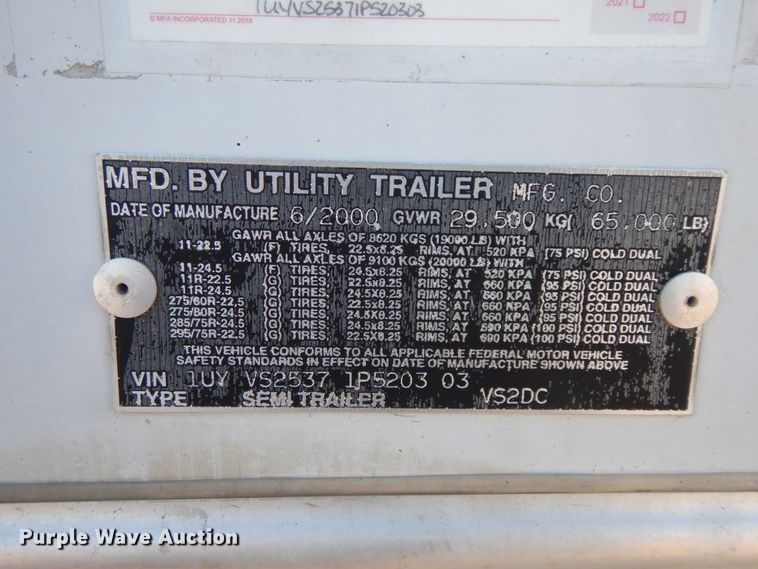 1UYVS25371P520303
© MFA INCORPORATED 11.2018
2021
2022
MFD. BY UTILITY TRAILER MFG. CO.
DATE OF MANUFACTURE 6/2000 GVWR 29.500 KG( 65.000 LB)
GAWR ALL AXLES OF 8620 KGS (19000 LB) WITH
11-22.5 (F) TIRES, 22.5x8.25 RIMS, AT 520 KPA (75 PSI) COLD DUAL
GAWR ALL AXLES OF 9100 KGS (20000 LB) WITH
11-24.5 (F) TIRES, 24.5x8.25 RIMS, AT 520 KPA (75 PSI) COLD DUAL
11R-22.5 (G) TIRES, 22.5x8.25 RIMS, AT 660 KPA (95 PSI) COLD DUAL
11R-24.5 (G) TIRES, 24.5x8.25 RIMS, AT 660 KPA (95 PSI) COLD DUAL
275/80R-22.5 (G) TIRES, 22.5x8.25 RIMS, AT 660 KPA (95 PSI) COLD DUAL
275/80R-24.5 (G) TIRES, 24.5x8.25 RIMS, AT 660 KPA (95 PSI) COLD DUAL
285/75R-24.5 (G) TIRES, 24.5x8.25 RIMS, AT 690 KPA (100 PSI) COLD DUAL
295/75R-22.5 (G) TIRES, 22.5x8.25 RIMS, AT 690 KPA (100 PSI) COLD DUAL
THIS VEHICLE CONFORMS TO ALL APPLICABLE FEDERAL MOTOR VEHICLE
SAFETY STANDARDS IN EFFECT ON DATE OF MANUFACTURE SHOWN ABOVE
VIN 1UY VS2537 1P5203 03
TYPE SEMI TRAILER VS2DC
Purple Wave Auction